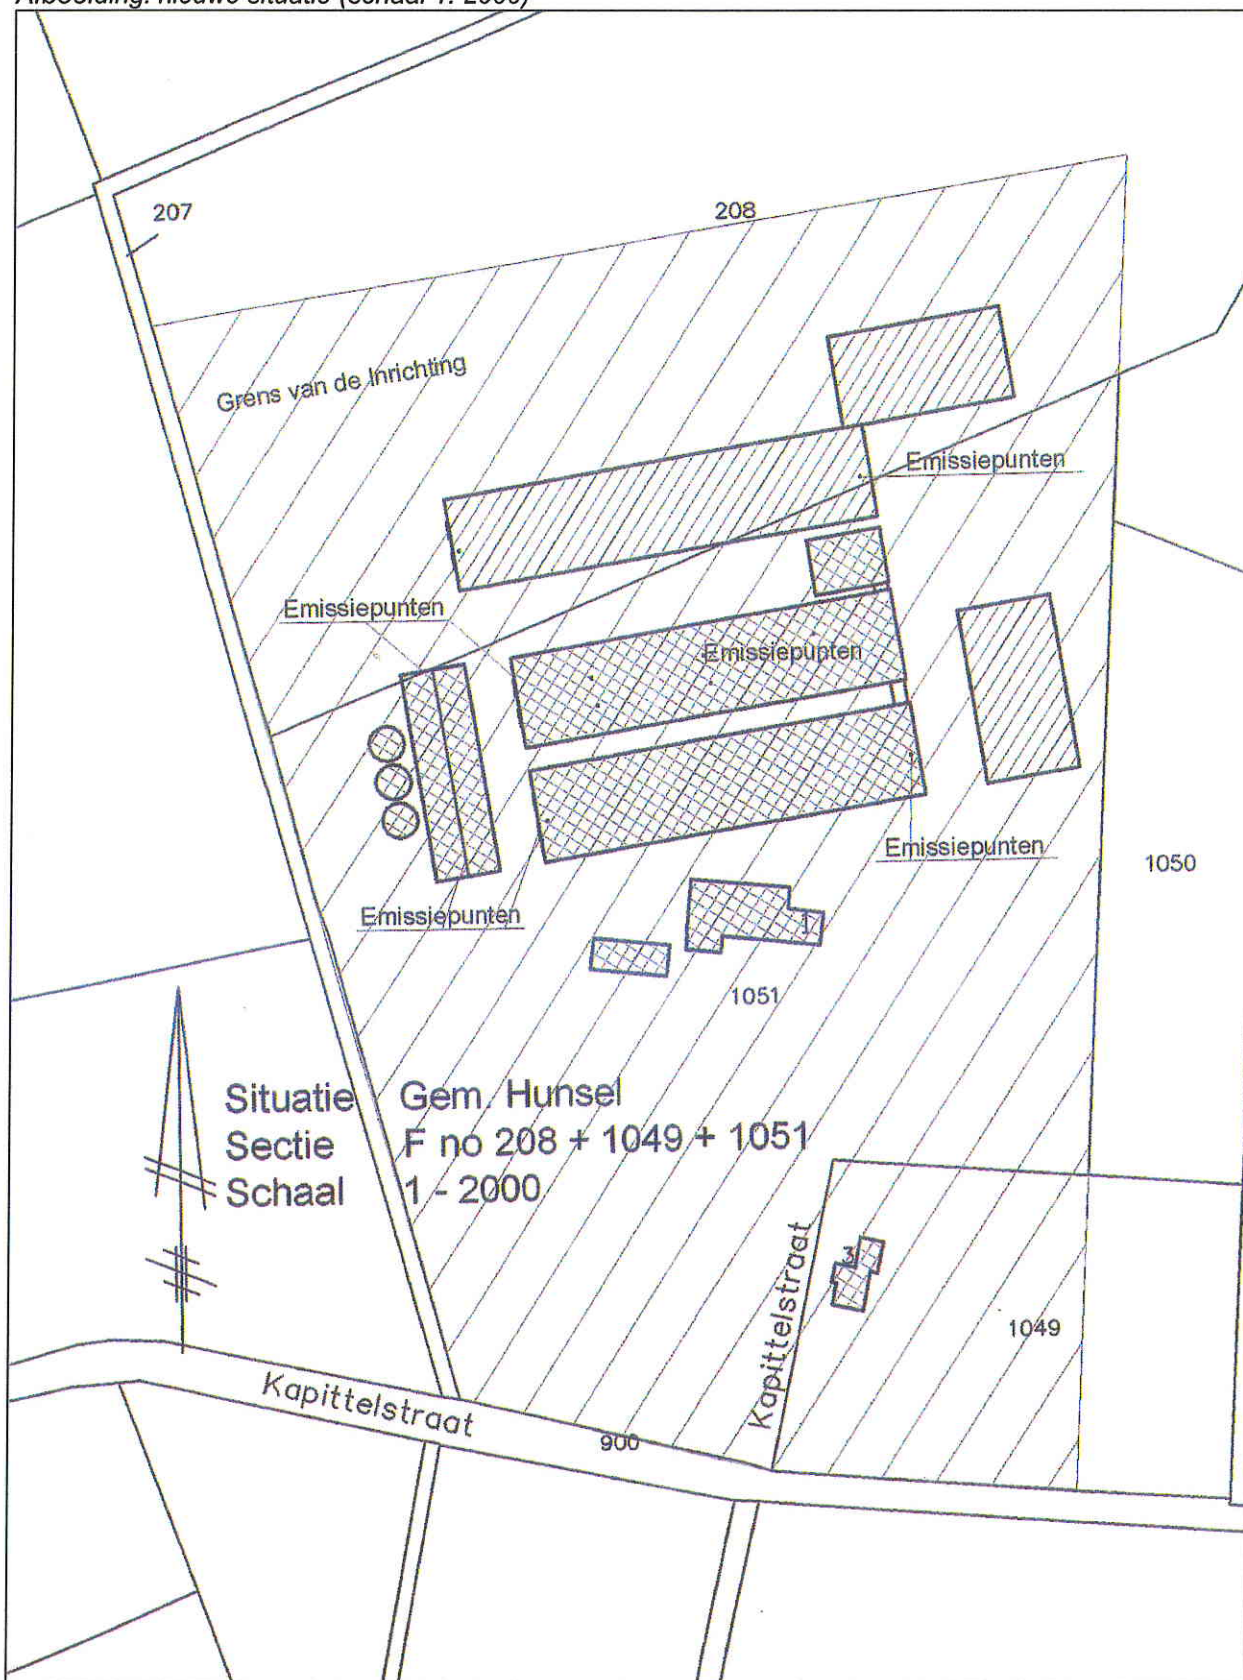 Afbeelding: nieuwe situatie (schaal 1: 2000)
207
208
Grens van de Inrichting
Emissiepunten
Emissiepunten
Emissiepunten
Emissiepunten
1050
Emissiepunten
1
1051
Situatie Gem. Hunsel
Sectie F no 208 + 1049 + 1051
Schaal 1 - 2000
Kapittelstraat
3
1049
Kapittelstraat
900